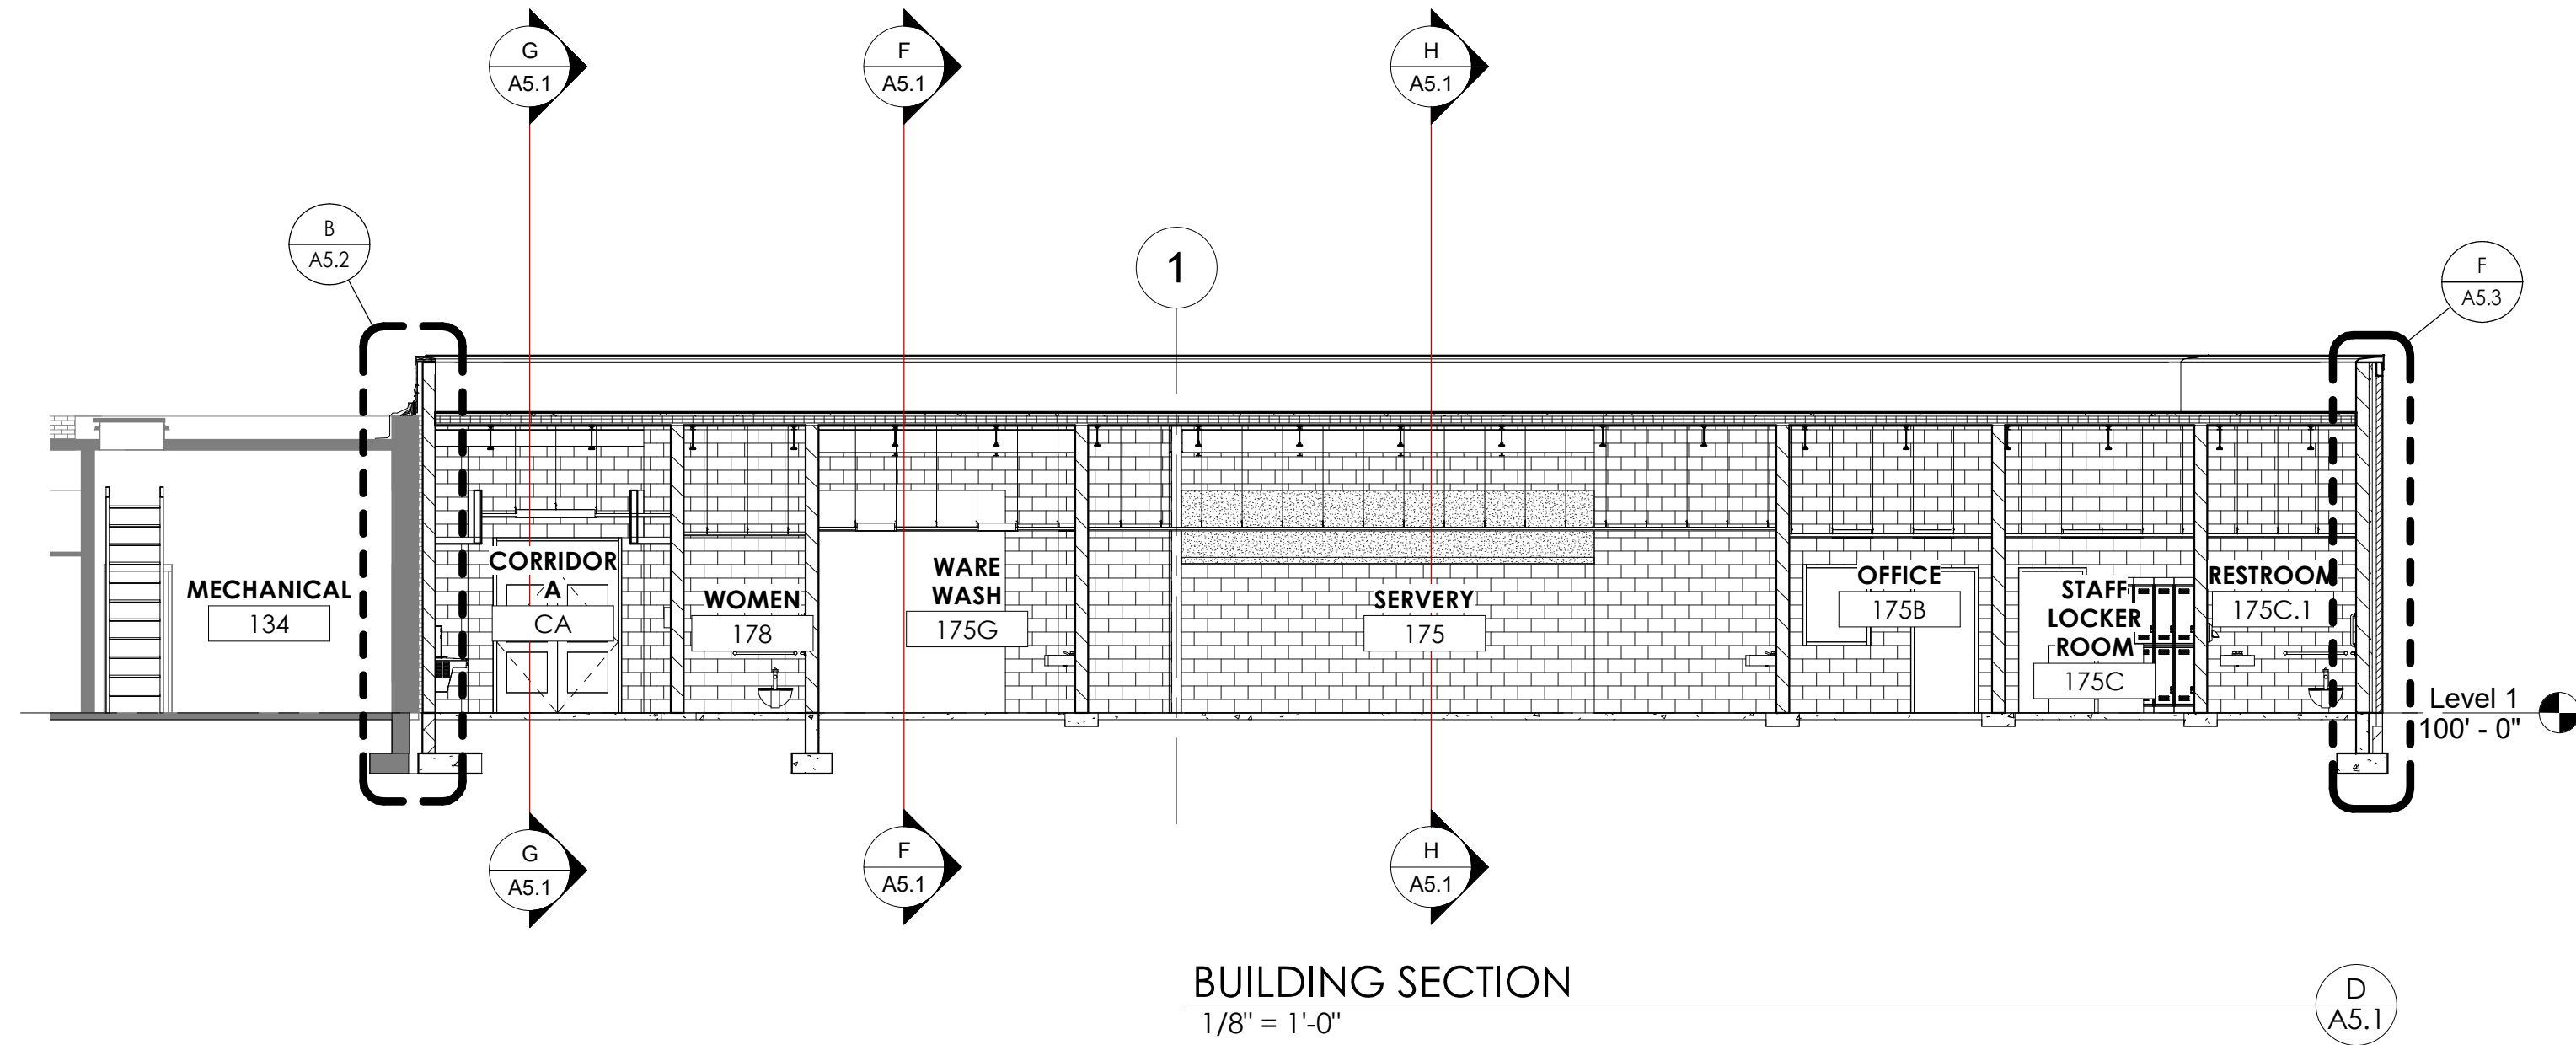 G
A5.1
F
A5.1
H
A5.1
B
A5.2
1
F
A5.3
MECHANICAL
134
CORRIDOR
A
CA
WOMEN
178
WARE
WASH
175G
SERVERY
175
OFFICE
175B
STAFF
LOCKER
ROOM
175C
RESTROOM
175C.1
Level 1
100' - 0"
G
A5.1
F
A5.1
H
A5.1
BUILDING SECTION
1/8" = 1'-0"
D
A5.1